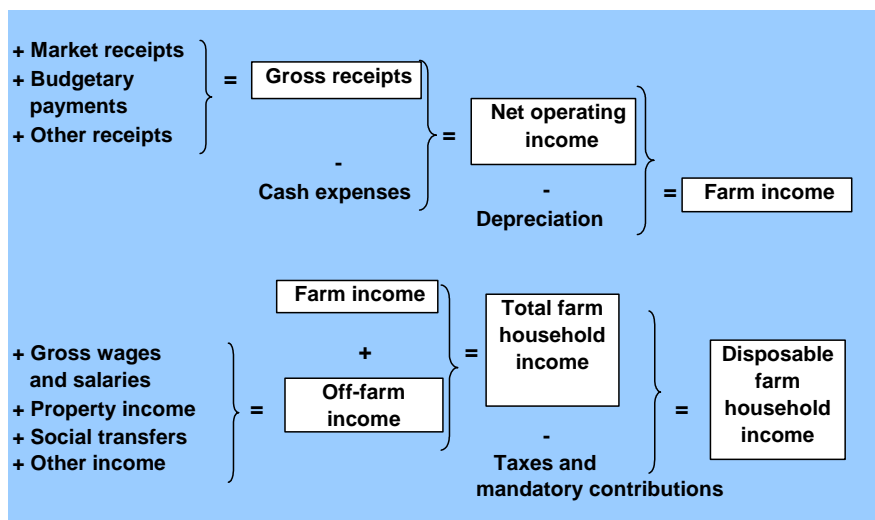 + Market receipts
+ Budgetary
payments
+ Other receipts
=
Gross receipts
-
Cash expenses
=
Net operating
income
-
Depreciation
=
Farm income
+ Gross wages
and salaries
+ Property income
+ Social transfers
+ Other income
=
Farm income
+
Off-farm
income
=
Total farm
household
income
-
Taxes and
mandatory contributions
=
Disposable
farm
household
income